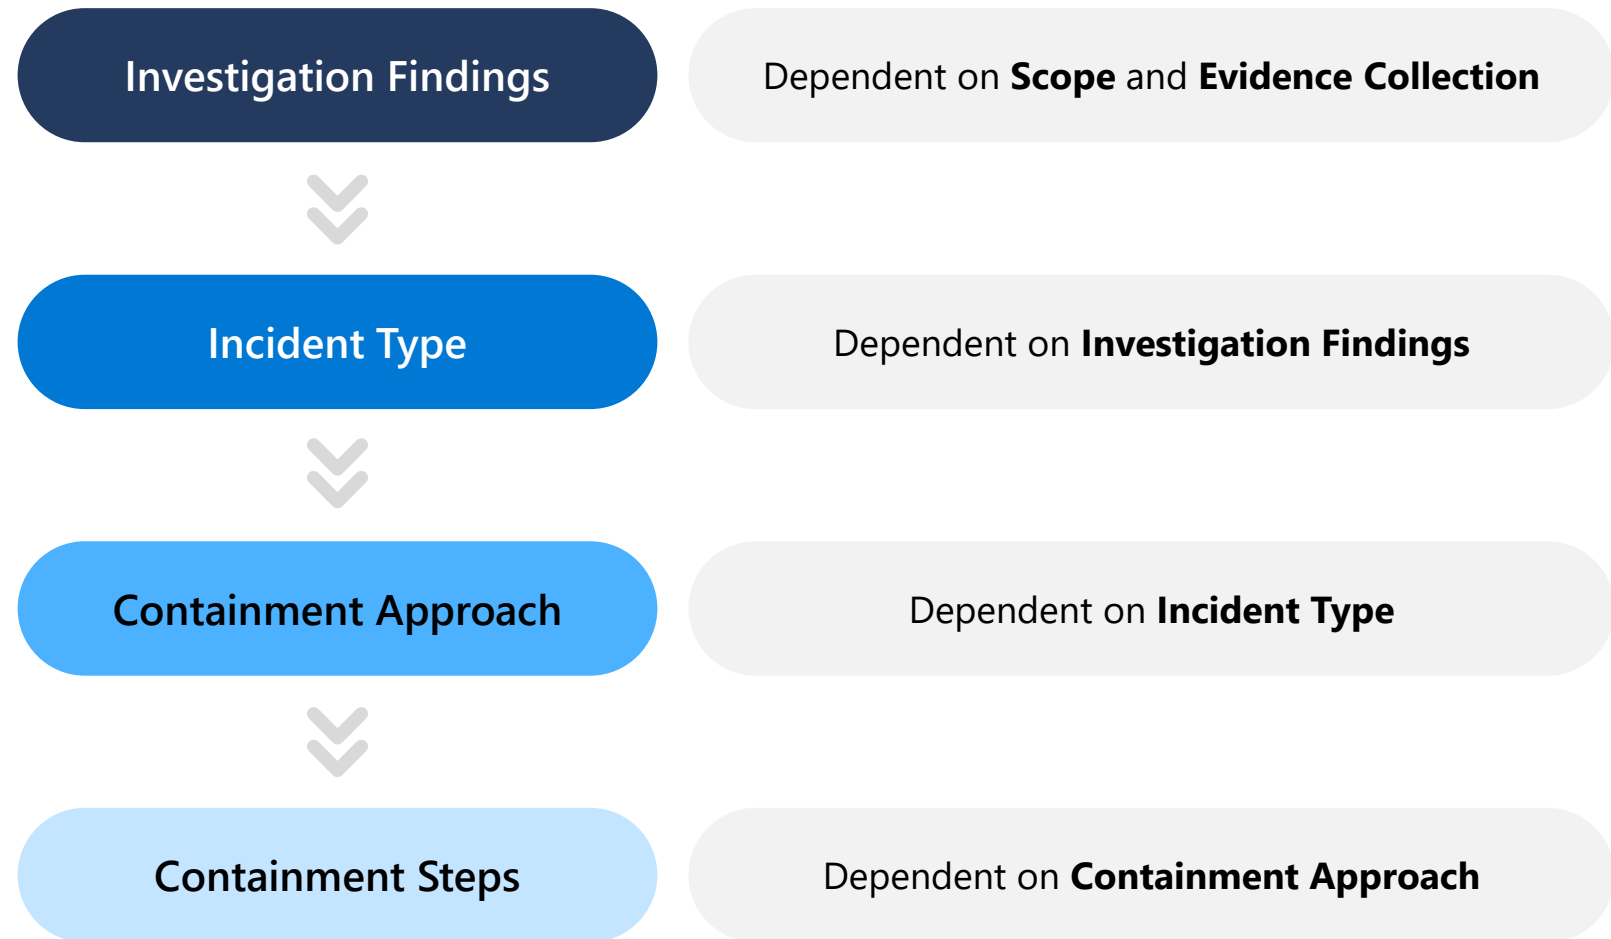 Investigation Findings
Dependent on Scope and Evidence Collection
Incident Type
Dependent on Investigation Findings
Containment Approach
Dependent on Incident Type
Containment Steps
Dependent on Containment Approach